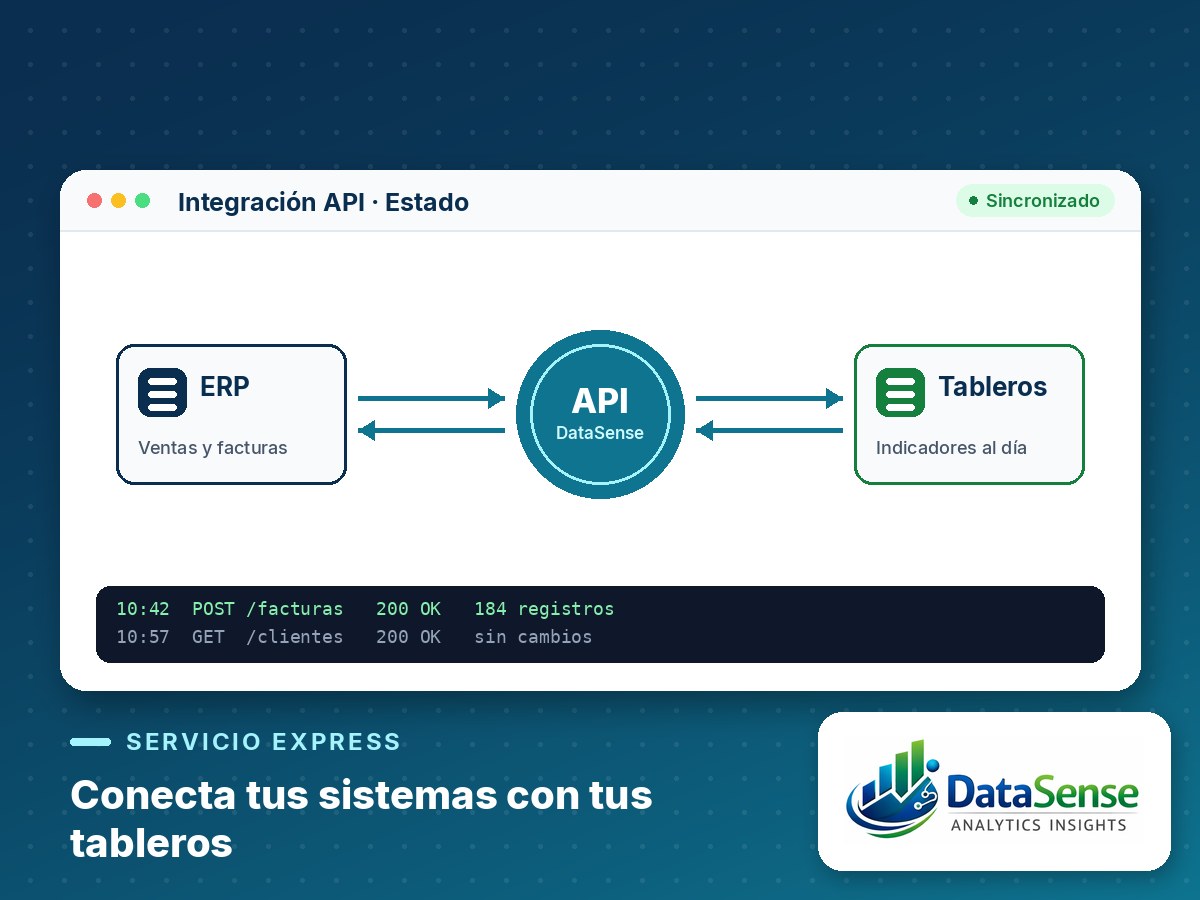 Integración API · Estado
Sincronizado
ERP
Ventas y facturas
API
DataSense
Tableros
Indicadores al día
10:42 POST /facturas 200 OK 184 registros
10:57 GET /clientes 200 OK sin cambios
SERVICIO EXPRESS
Conecta tus sistemas con tus
tableros
DataSense
ANALYTICS INSIGHTS